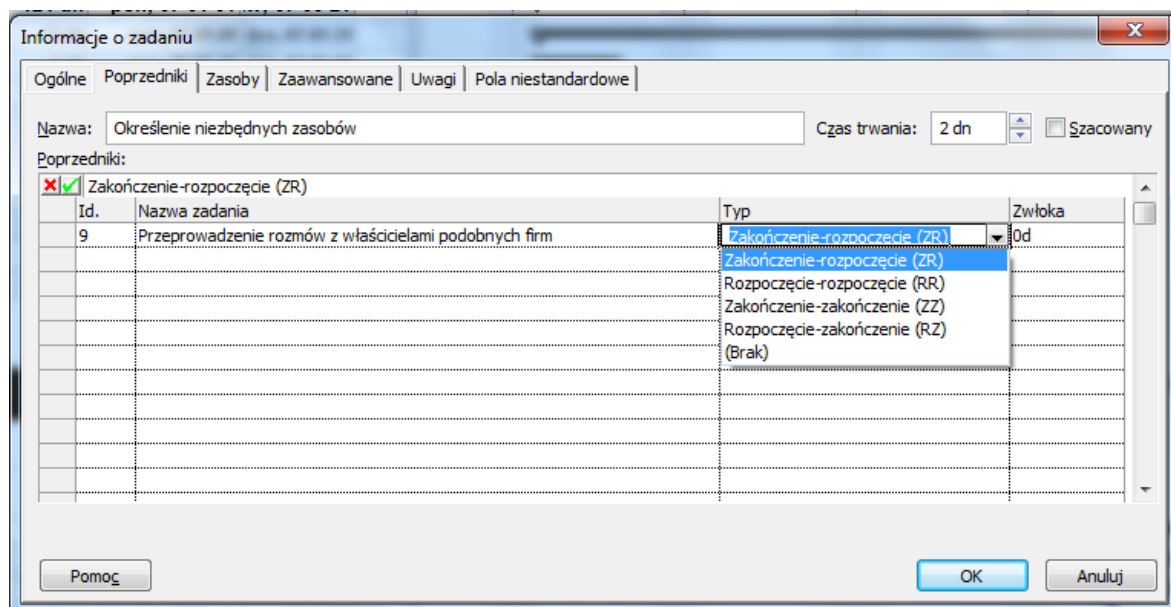 Informacje o zadaniu
Ogólne Poprzedniki Zasoby Zaawansowane Uwagi Pola niestandardowe
Nazwa: Określenie niezbędnych zasobów Czas trwania: 2 dn Szacowany
Poprzedniki:
Zakończenie-rozpoczęcie (ZR)
Id. Nazwa zadania Typ Zwłoka
9 Przeprowadzenie rozmów z właścicielami podobnych firm Zakończenie-rozpoczęcie (ZR) 0d
Zakończenie-rozpoczęcie (ZR)
Rozpoczęcie-rozpoczęcie (RR)
Zakończenie-zakończenie (ZZ)
Rozpoczęcie-zakończenie (RZ)
(Brak)
Pomoc OK Anuluj